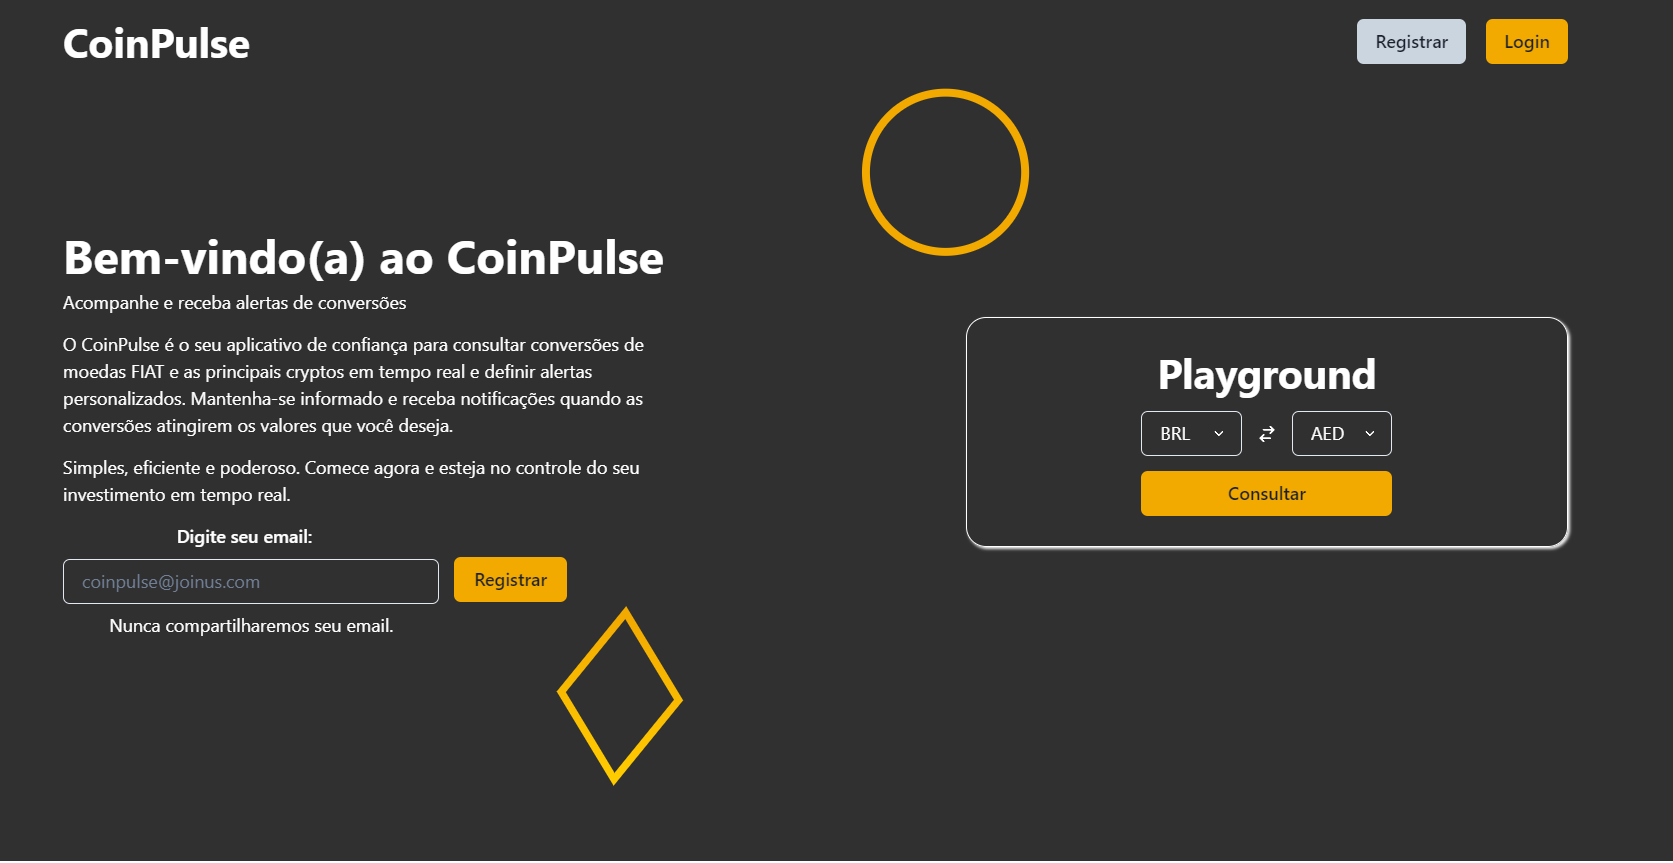 CoinPulse
Registrar
Login
Bem-vindo(a) ao CoinPulse
Acompanhe e receba alertas de conversões
O CoinPulse é o seu aplicativo de confiança para consultar conversões de
moedas FIAT e as principais cryptos em tempo real e definir alertas
personalizados. Mantenha-se informado e receba notificações quando as
conversões atingirem os valores que você deseja.
Simples, eficiente e poderoso. Comece agora e esteja no controle do seu
investimento em tempo real.
Digite seu email:
coinpulse@joinus.com
Registrar
Nunca compartilharemos seu email.
Playground
BRL
AED
Consultar